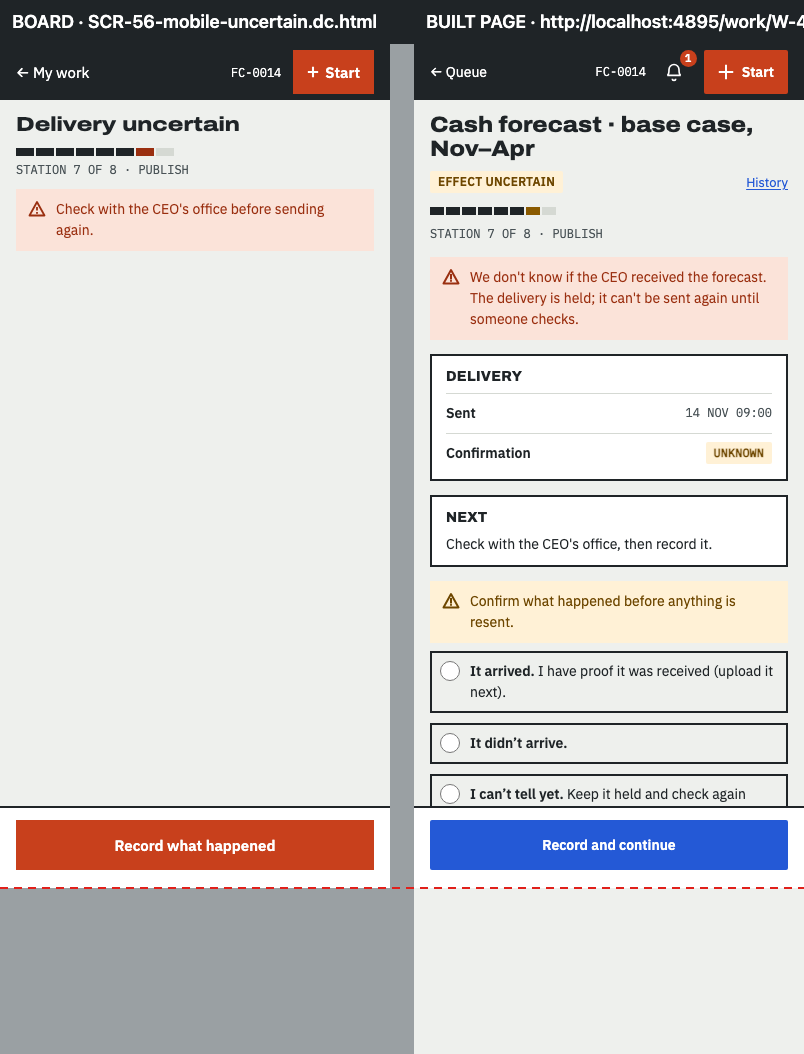 BOARD · SCR-56-mobile-uncertain.dc.html
← My work
FC-0014
+ Start
Delivery uncertain
STATION 7 OF 8 · PUBLISH
Check with the CEO's office before sending
again.
Record what happened
BUILT PAGE · http://localhost:4895/work/W-4
← Queue
FC-0014
1
+ Start
Cash forecast · base case,
Nov–Apr
EFFECT UNCERTAIN
History
STATION 7 OF 8 · PUBLISH
We don't know if the CEO received the forecast.
The delivery is held; it can't be sent again until
someone checks.
DELIVERY
Sent
14 NOV 09:00
Confirmation
UNKNOWN
NEXT
Check with the CEO's office, then record it.
Confirm what happened before anything is
resent.
It arrived. I have proof it was received (upload it
next).
It didn’t arrive.
I can’t tell yet. Keep it held and check again
Record and continue